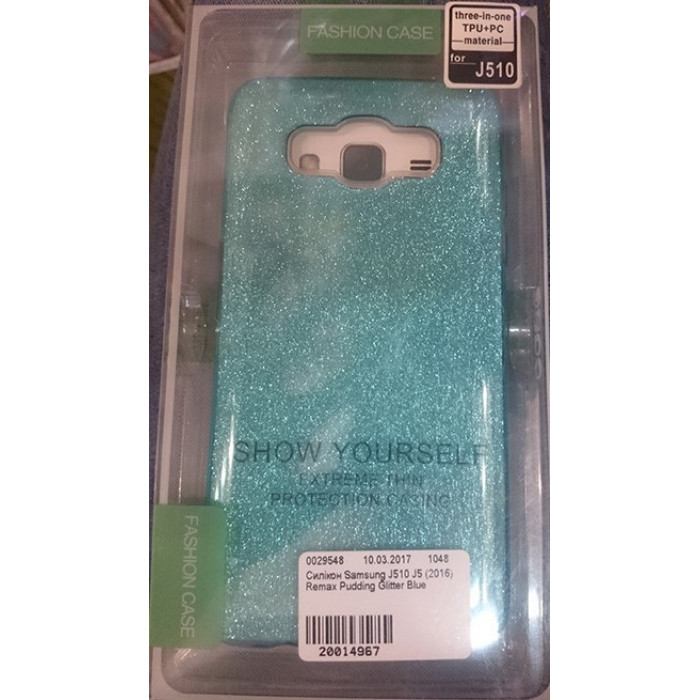 FASHION CASE
three-in-one
TPU+PC
material
for
J510
SHOW YOURSELF
EXTREME THIN
PROTECTION CASING
FASHION CASE
0029548 10.03.2017 1048
Силікон Samsung J510 J5 (2016)
Remax Pudding Glitter Blue
20014967